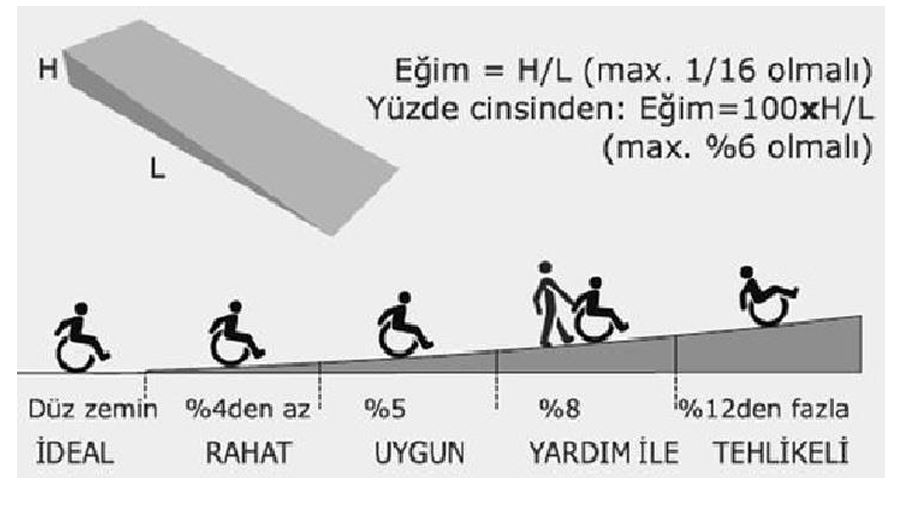 H
L
Eğim = H/L (max. 1/16 olmalı)
Yüzde cinsinden: Eğim=100xH/L
(max. %6 olmalı)
Düz zemin %4den az %5 %8 %12den fazla
İDEAL RAHAT UYGUN YARDIM İLE TEHLİKELİ